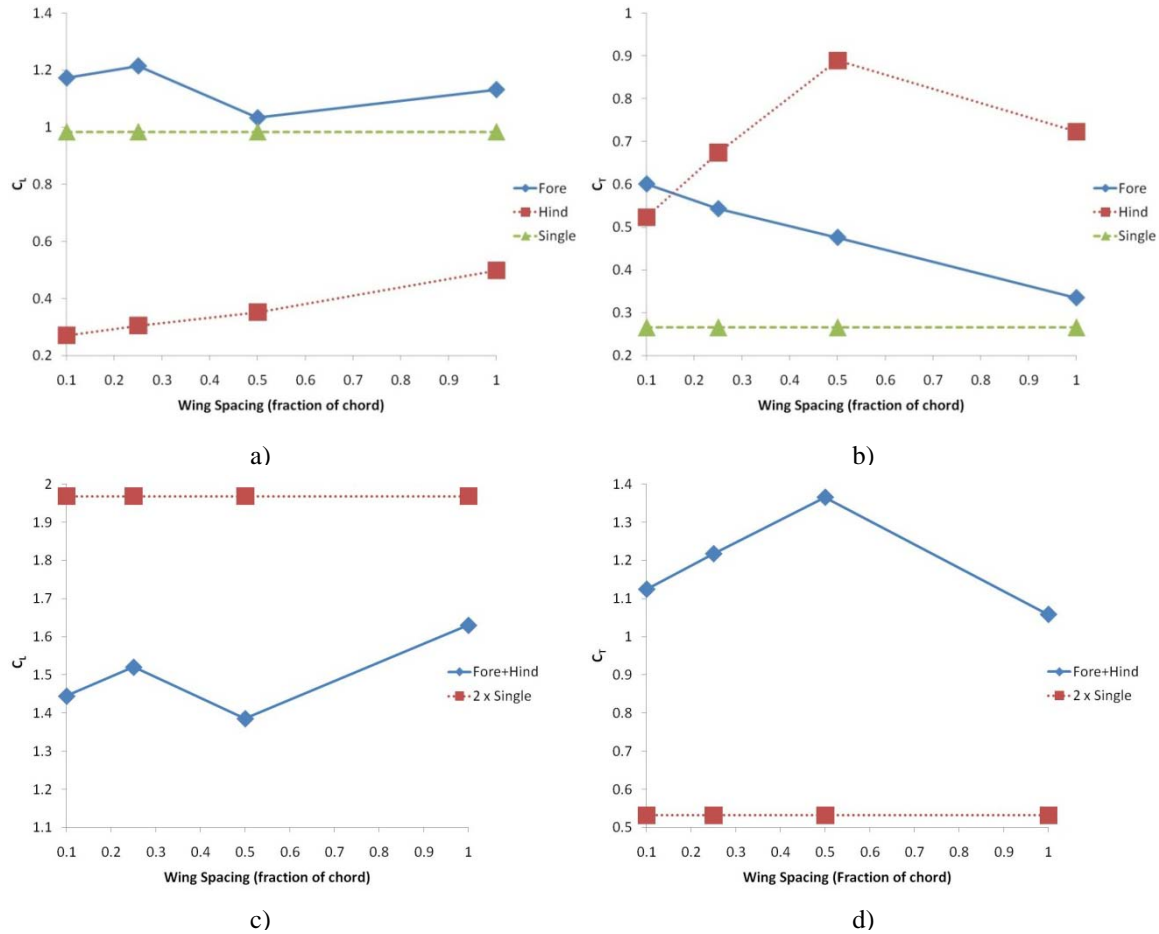 1.4
1.2
1
0.8
0.6
0.4
0.2
C_L
0.1 0.2 0.3 0.4 0.5 0.6 0.7 0.8 0.9 1
Wing Spacing (fraction of chord)
Fore
Hind
Single
a)
1
0.9
0.8
0.7
0.6
0.5
0.4
0.3
0.2
C_T
0.1 0.2 0.3 0.4 0.5 0.6 0.7 0.8 0.9 1
Wing Spacing (fraction of chord)
Fore
Hind
Single
b)
2
1.9
1.8
1.7
1.6
1.5
1.4
1.3
1.2
1.1
C_L
0.1 0.2 0.3 0.4 0.5 0.6 0.7 0.8 0.9 1
Wing Spacing (fraction of chord)
Fore+Hind
2 x Single
c)
1.4
1.3
1.2
1.1
1
0.9
0.8
0.7
0.6
0.5
C_T
0.1 0.2 0.3 0.4 0.5 0.6 0.7 0.8 0.9 1
Wing Spacing (Fraction of chord)
Fore+Hind
2 x Single
d)